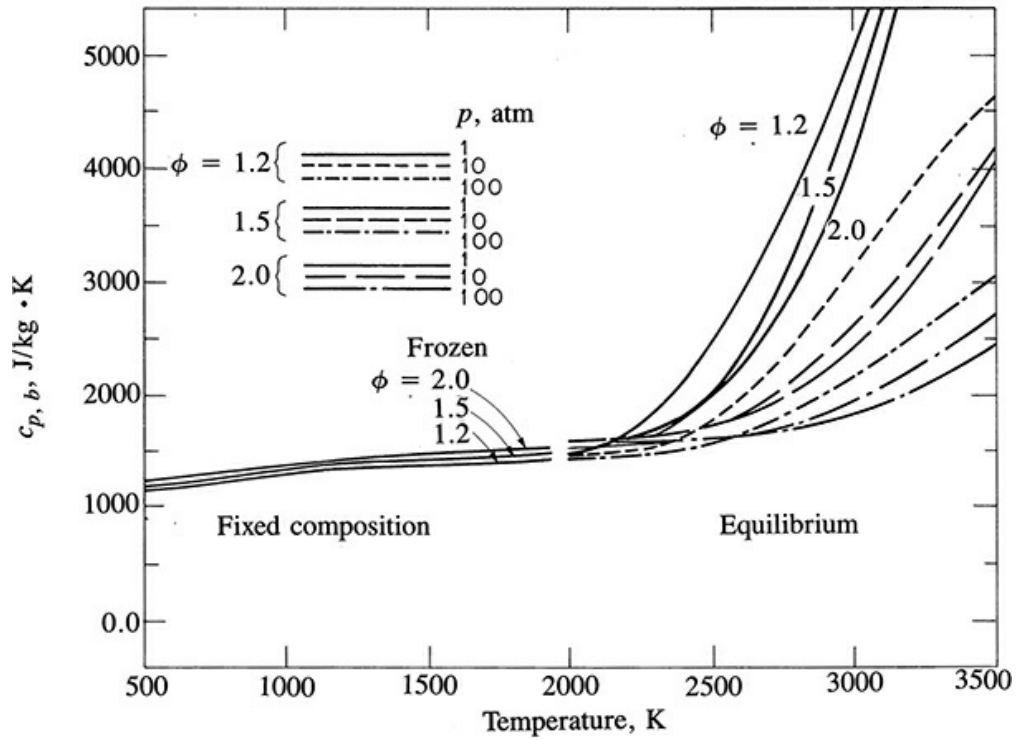 5000
4000
3000
2000
1000
0.0
c_{p, b}, J/kg • K
p, atm
ϕ = 1.2 { 1
10
100
1.5 { 1
10
100
2.0 { 1
10
100
Frozen
ϕ = 2.0
1.5
1.2
Fixed composition
ϕ = 1.2
1.5
2.0
Equilibrium
500 1000 1500 2000 2500 3000 3500
Temperature, K